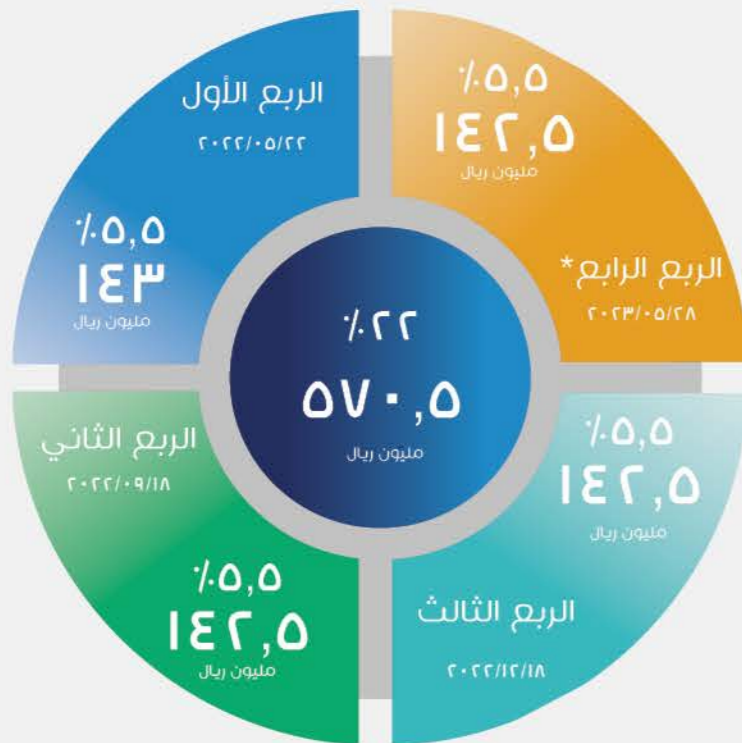 الربع الأول
٢٠٢٢/٠٥/٢٢
٪٥,٥
١٤٣
مليون ريال
٪٥,٥
١٤٢,٥
مليون ريال
الربع الرابع*
٢٠٢٣/٠٥/٢٨
٪٢٢
٥٧٠,٥
مليون ريال
الربع الثاني
٢٠٢٢/٠٩/١٨
٪٥,٥
١٤٢,٥
مليون ريال
٪٥,٥
١٤٢,٥
مليون ريال
الربع الثالث
٢٠٢٢/١٢/١٨